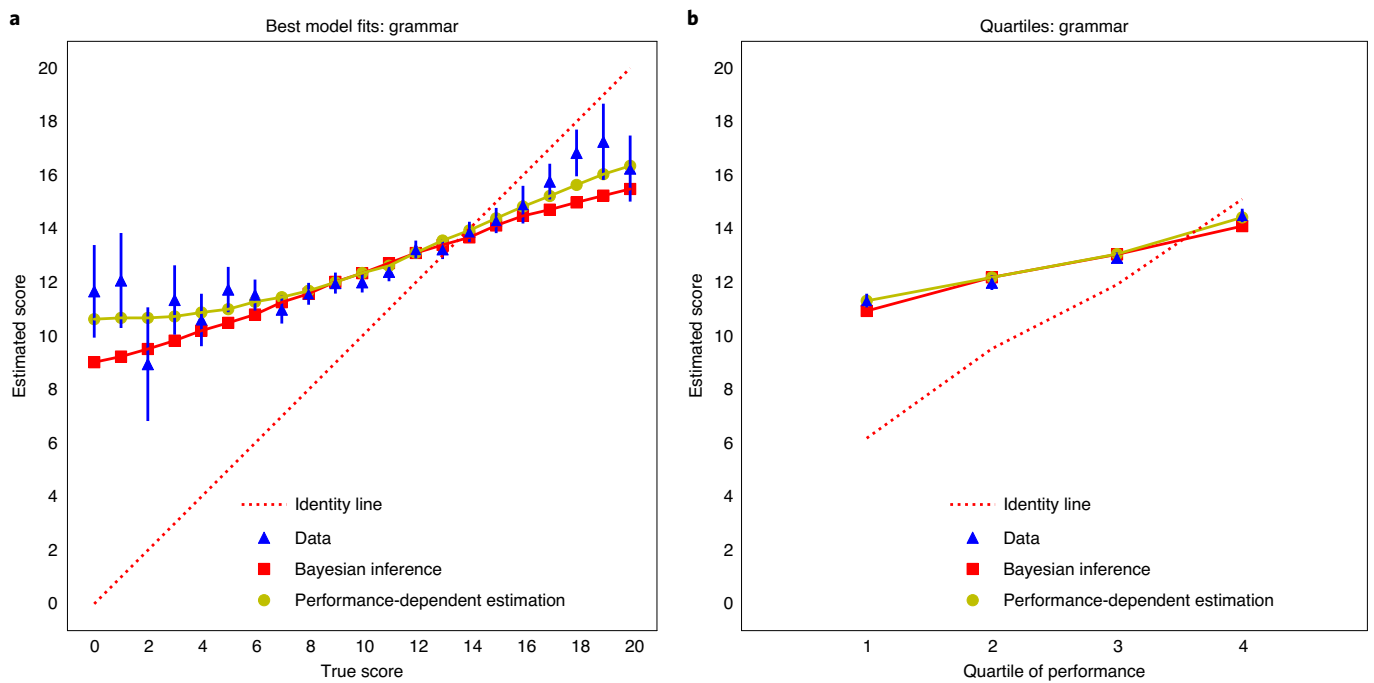 a
Best model fits: grammar
Estimated score
20
18
16
14
12
10
8
6
4
2
0
Identity line
Data
Bayesian inference
Performance-dependent estimation
0 2 4 6 8 10 12 14 16 18 20
True score
b
Quartiles: grammar
Estimated score
20
18
16
14
12
10
8
6
4
2
0
Identity line
Data
Bayesian inference
Performance-dependent estimation
1 2 3 4
Quartile of performance